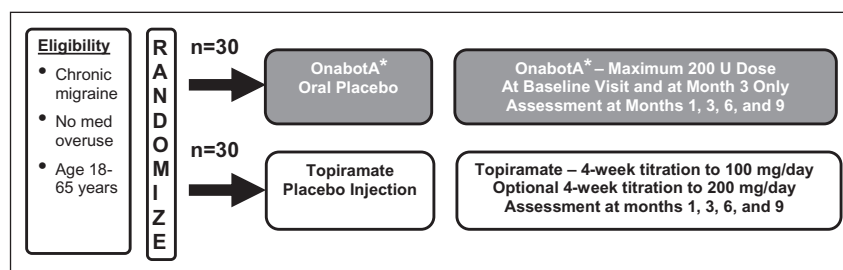 Eligibility
• Chronic
migraine
• No med
overuse
• Age 18-
65 years
RANDOMIZE
n=30
OnabotA*
Oral Placebo
OnabotA* – Maximum 200 U Dose
At Baseline Visit and at Month 3 Only
Assessment at Months 1, 3, 6, and 9
n=30
Topiramate
Placebo Injection
Topiramate – 4-week titration to 100 mg/day
Optional 4-week titration to 200 mg/day
Assessment at months 1, 3, 6, and 9